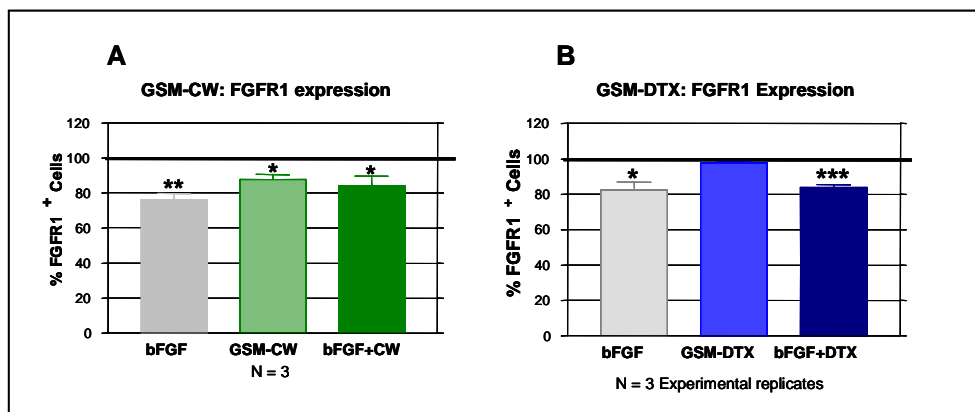 A
GSM-CW: FGFR1 expression
% FGFR1 + Cells
120
100
80
60
40
20
0
**
*
*
bFGF GSM-CW bFGF+CW
N = 3
B
GSM-DTX: FGFR1 Expression
% FGFR1 + Cells
120
100
80
60
40
20
0
*
***
bFGF GSM-DTX bFGF+DTX
N = 3 Experimental replicates